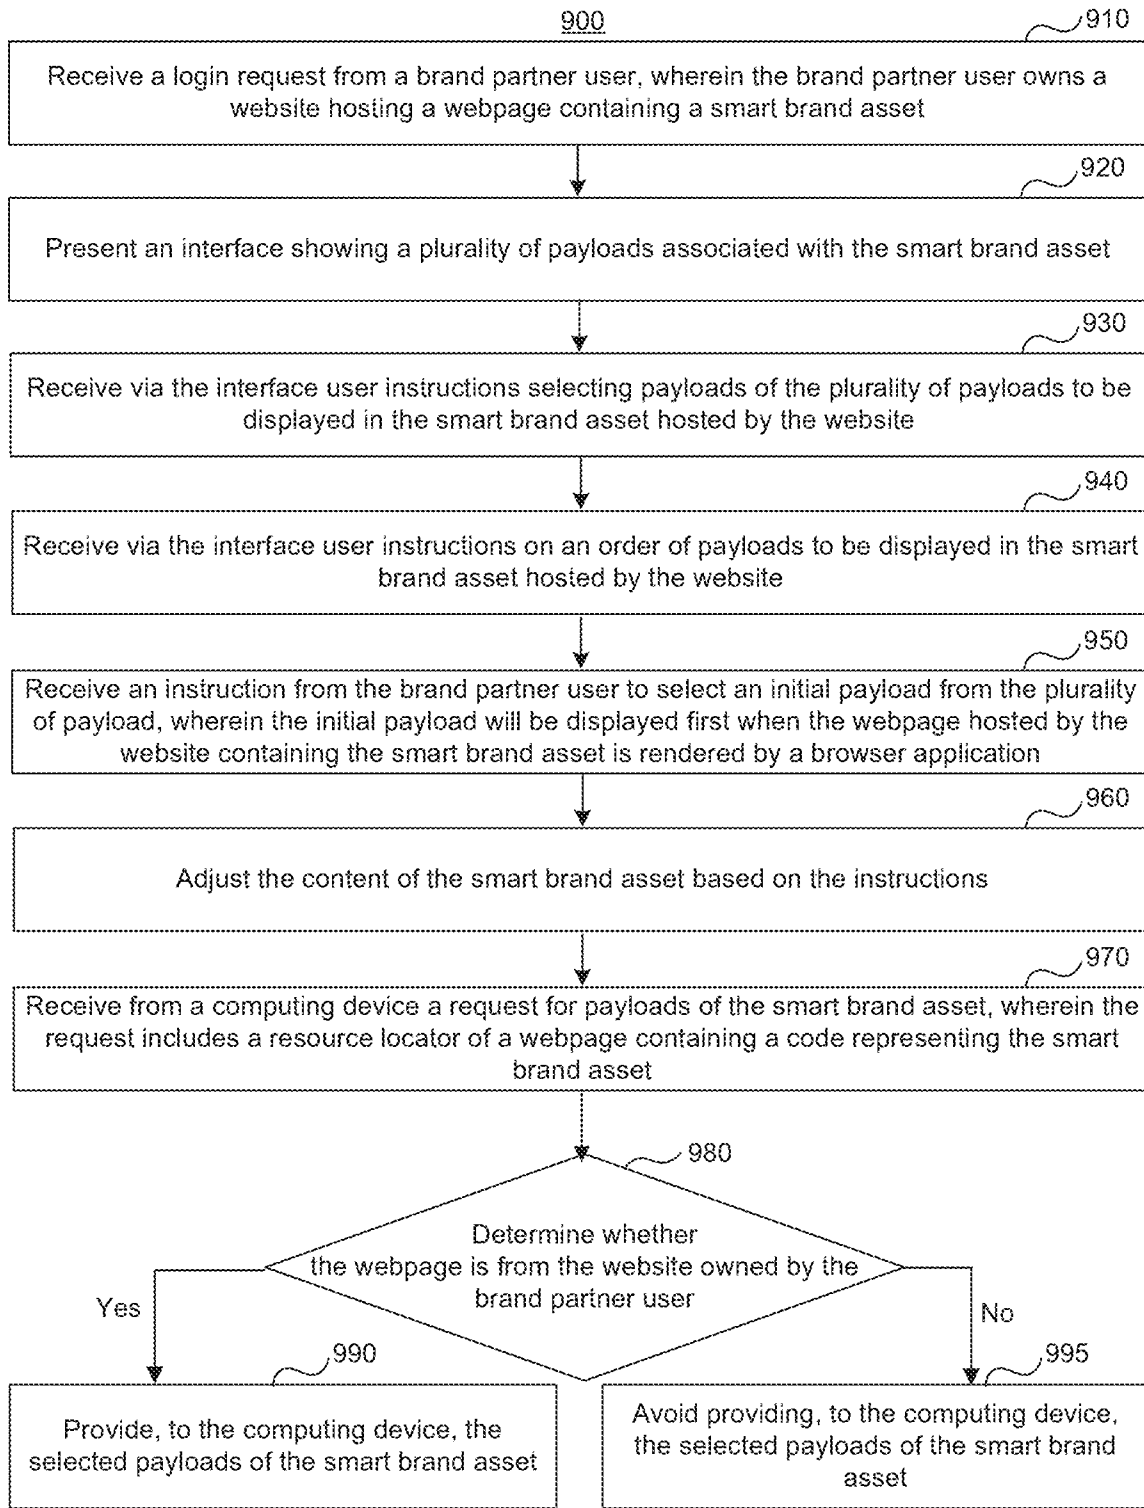 900
910
Receive a login request from a brand partner user, wherein the brand partner user owns a
website hosting a webpage containing a smart brand asset
920
Present an interface showing a plurality of payloads associated with the smart brand asset
930
Receive via the interface user instructions selecting payloads of the plurality of payloads to be
displayed in the smart brand asset hosted by the website
940
Receive via the interface user instructions on an order of payloads to be displayed in the smart
brand asset hosted by the website
950
Receive an instruction from the brand partner user to select an initial payload from the plurality
of payload, wherein the initial payload will be displayed first when the webpage hosted by the
website containing the smart brand asset is rendered by a browser application
960
Adjust the content of the smart brand asset based on the instructions
970
Receive from a computing device a request for payloads of the smart brand asset, wherein the
request includes a resource locator of a webpage containing a code representing the smart
brand asset
980
Determine whether
the webpage is from the website owned by the
brand partner user
Yes
No
990
Provide, to the computing device, the
selected payloads of the smart brand asset
995
Avoid providing, to the computing device,
the selected payloads of the smart brand
asset